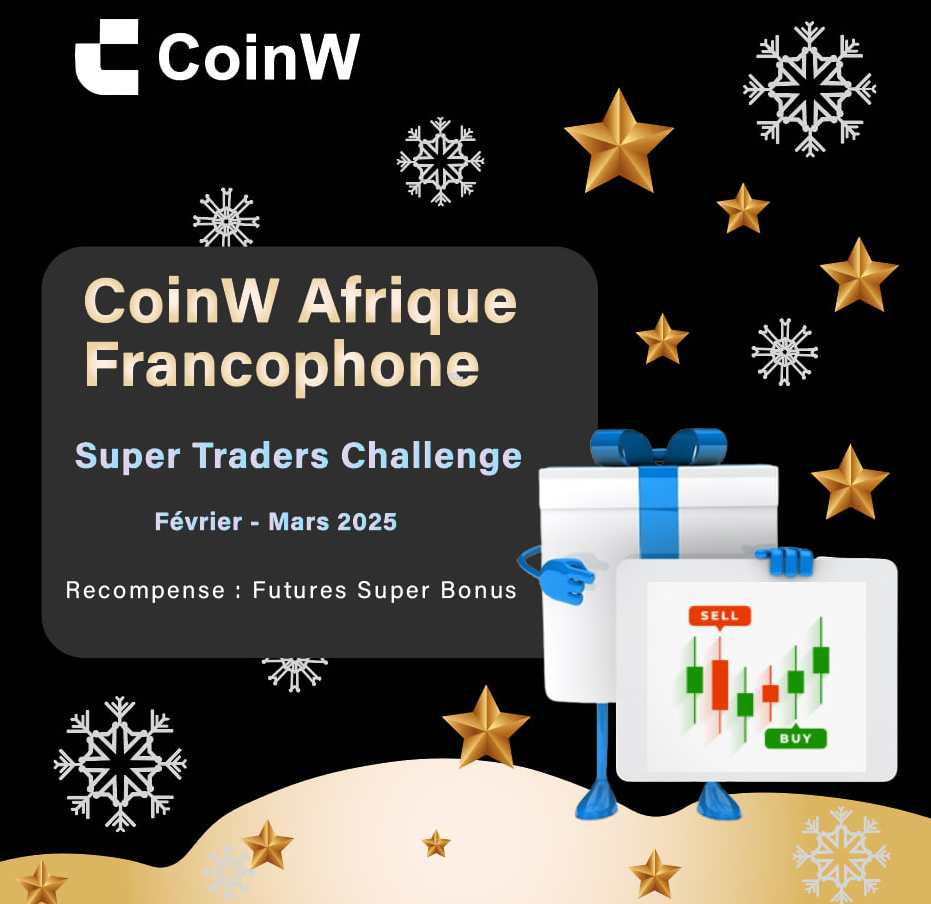 CoinW
CoinW Afrique
Francophone
Super Traders Challenge
Février - Mars 2025
Recompense : Futures Super Bonus
SELL
BUY